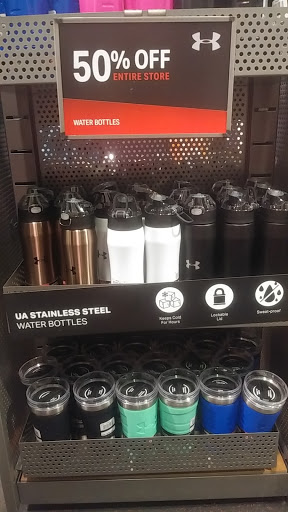 50% OFF
ENTIRE STORE
WATER BOTTLES
UA STAINLESS STEEL
WATER BOTTLES
Keeps Cold
For Hours
Lockable
Lid
Sweat-proof